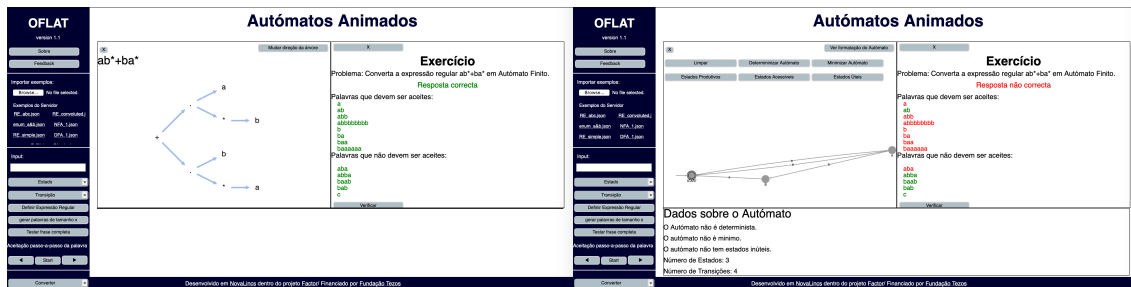 OFLAT
version 1.1
Sobre
Feedback
Importar exemplos:
Browse... No file selected.
Exemplos do Servidor
RE_abc.json RE_convoluted.j
enum_a&b.json NFA_1.json
RE_simple.json DFA_1.json
Input:
Estado
Transição
Definir Expressão Regular
gerar palavras de tamanho x
Testar frase completa
Aceitação passo-a-passo da palavra
Start
Converter
Autómatos Animados
X
Mudar direção da árvore
ab*+ba*
+
.
a
*
b
.
b
*
a
X
Exercício
Problema: Converta a expressão regular ab*+ba* em Autómato Finito.
Resposta correcta
Palavras que devem ser aceites:
a
ab
abb
abbbbbbbb
b
ba
baa
baaaaaa
Palavras que não devem ser aceites:
aba
abba
baab
bab
c
Verificar
Desenvolvido em NovaLincs dentro do projeto Factor/ Financiado por Fundação Tezos
OFLAT
version 1.1
Sobre
Feedback
Importar exemplos:
Browse... No file selected.
Exemplos do Servidor
RE_abc.json RE_convoluted.j
enum_a&b.json NFA_1.json
RE_simple.json DFA_1.json
Input:
Estado
Transição
Definir Expressão Regular
gerar palavras de tamanho x
Testar frase completa
Aceitação passo-a-passo da palavra
Start
Converter
Autómatos Animados
X
Ver formalização do Autómato
Limpar
Determinizar Autómato
Minimizar Autómato
Estados Produtivos
Estados Acessíveis
Estados Úteis
X
Exercício
Problema: Converta a expressão regular ab*+ba* em Autómato Finito.
Resposta não correcta
Palavras que devem ser aceites:
a
ab
abb
abbbbbbbb
b
ba
baa
baaaaaa
Palavras que não devem ser aceites:
aba
abba
baab
bab
c
Verificar
Dados sobre o Autómato
O Autómato não é determinista.
O autómato não é minimo.
O autómato não tem estados inúteis.
Número de Estados: 3
Número de Transições: 4
Desenvolvido em NovaLincs dentro do projeto Factor/ Financiado por Fundação Tezos